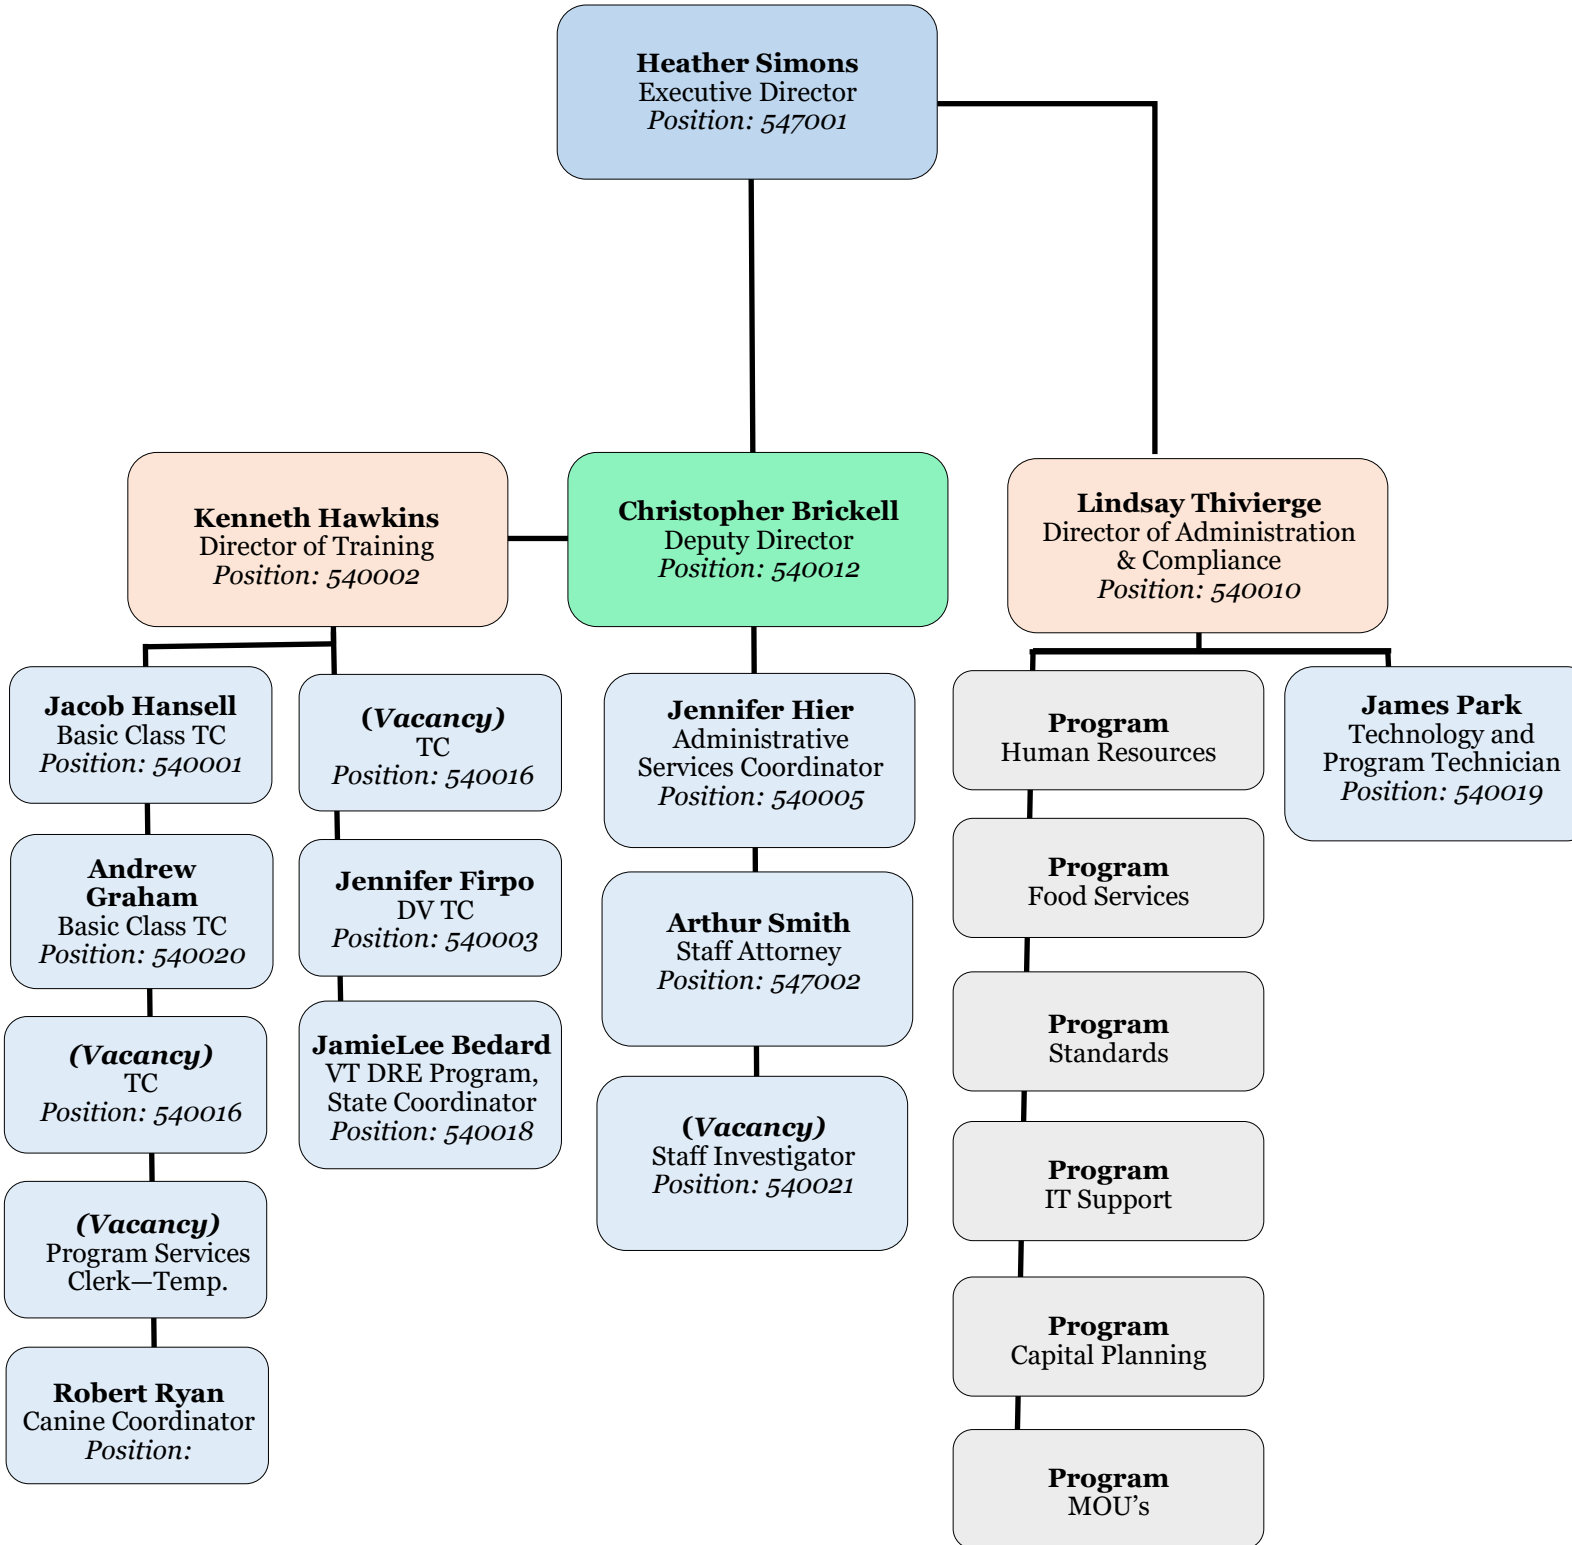 Heather Simons
Executive Director
Position: 547001
Kenneth Hawkins
Director of Training
Position: 540002
Christopher Brickell
Deputy Director
Position: 540012
Lindsay Thivierge
Director of Administration
& Compliance
Position: 540010
Jacob Hansell
Basic Class TC
Position: 540001
Andrew
Graham
Basic Class TC
Position: 540020
(Vacancy)
TC
Position: 540016
(Vacancy)
Program Services
Clerk—Temp.
Robert Ryan
Canine Coordinator
Position:
(Vacancy)
TC
Position: 540016
Jennifer Firpo
DV TC
Position: 540003
JamieLee Bedard
VT DRE Program,
State Coordinator
Position: 540018
Jennifer Hier
Administrative
Services Coordinator
Position: 540005
Arthur Smith
Staff Attorney
Position: 547002
(Vacancy)
Staff Investigator
Position: 540021
Program
Human Resources
Program
Food Services
Program
Standards
Program
IT Support
Program
Capital Planning
Program
MOU’s
James Park
Technology and
Program Technician
Position: 540019